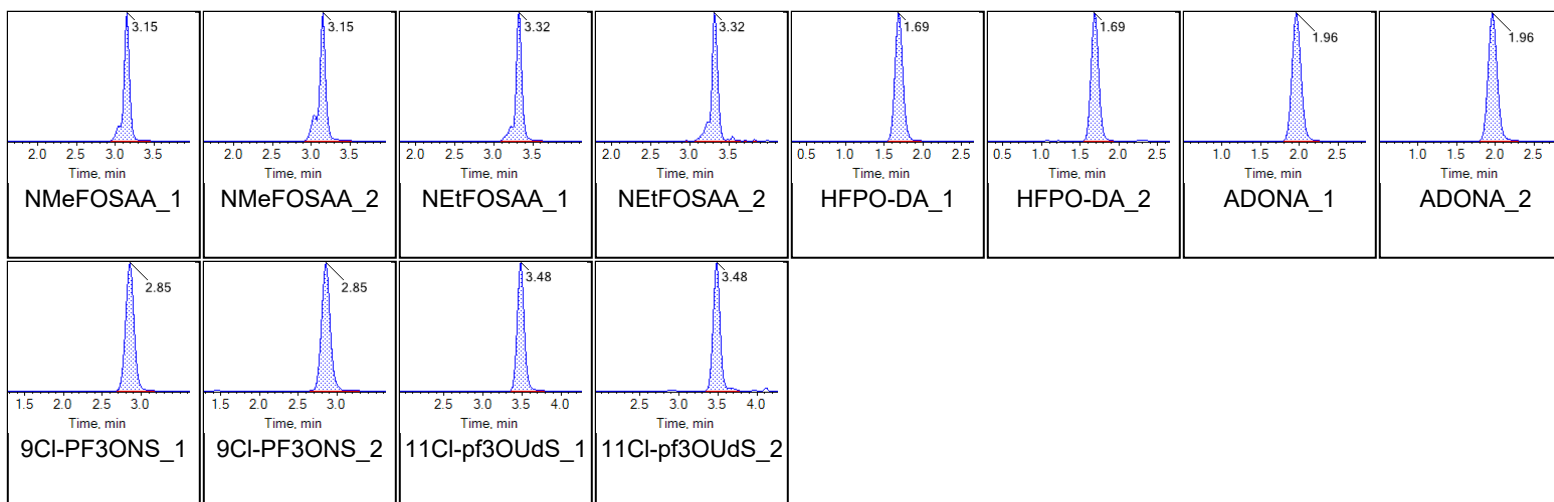 3.15 3.15 3.32 3.32 1.69 1.69 1.96 1.96
2.0 2.5 3.0 3.5 2.0 2.5 3.0 3.5 2.0 2.5 3.0 3.5 2.0 2.5 3.0 3.5 0.5 1.0 1.5 2.0 2.5 0.5 1.0 1.5 2.0 2.5 1.0 1.5 2.0 2.5 1.0 1.5 2.0 2.5
Time, min Time, min Time, min Time, min Time, min Time, min Time, min Time, min
NMeFOSAA_1 NMeFOSAA_2 NEtFOSAA_1 NEtFOSAA_2 HFPO-DA_1 HFPO-DA_2 ADONA_1 ADONA_2
2.85 2.85 3.48 3.48
1.5 2.0 2.5 3.0 1.5 2.0 2.5 3.0 2.5 3.0 3.5 4.0 2.5 3.0 3.5 4.0
Time, min Time, min Time, min Time, min
9Cl-PF3ONS_1 9Cl-PF3ONS_2 11Cl-pf3OUdS_1 11Cl-pf3OUdS_2